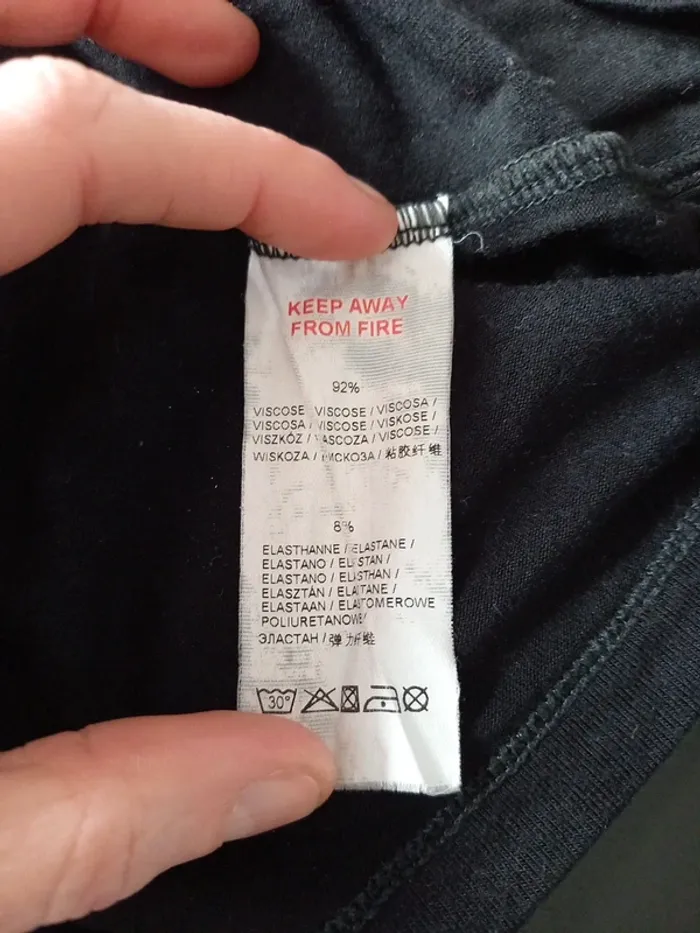 KEEP AWAY
FROM FIRE
92%
VISCOSE VISCOSE / VISCOSA /
VISCOSA VISCOSE / VISKOSE /
VISZKÓZ / VISCOSE /
WISKOZA / 粘胶纤维
8%
ELASTHANNE / ELASTANE /
ELASTANO /
ELASTANO / ELASTHAN /
ELASZTÁN /
ELASTAAN / ELASTOMEROWE
POLIURETANOWE/
ЭЛАСТАН /
30°